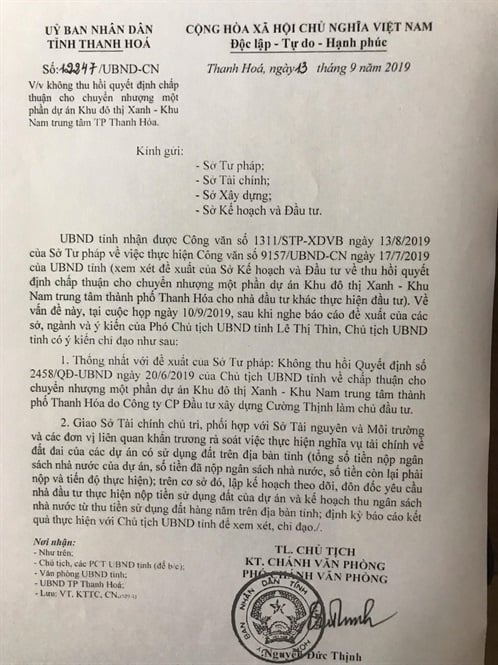 UỶ BAN NHÂN DÂN
TỈNH THANH HOÁ
CỘNG HÒA XÃ HỘI CHỦ NGHĨA VIỆT NAM
Độc lập - Tự do - Hạnh phúc
Số:12247/UBND-CN
Thanh Hoá, ngày 13 tháng 9 năm 2019
V/v không thu hồi quyết định chấp
thuận cho chuyển nhượng một
phần dự án Khu đô thị Xanh - Khu
Nam trung tâm TP Thanh Hóa.
Kính gửi:
- Sở Tư pháp;
- Sở Tài chính;
- Sở Xây dựng;
- Sở Kế hoạch và Đầu tư.
UBND tỉnh nhận được Công văn số 1311/STP-XDVB ngày 13/8/2019
của Sở Tư pháp về việc thực hiện Công văn số 9157/UBND-CN ngày 17/7/2019
của UBND tỉnh (xem xét đề xuất của Sở Kế hoạch và Đầu tư về thu hồi quyết
định chấp thuận cho chuyển nhượng một phần dự án Khu đô thị Xanh - Khu
Nam trung tâm thành phố Thanh Hóa cho nhà đầu tư khác thực hiện đầu tư). Về
vấn đề này, tại cuộc họp ngày 10/9/2019, sau khi nghe báo cáo đề xuất của các
sở, ngành và ý kiến của Phó Chủ tịch UBND tỉnh Lê Thị Thìn, Chủ tịch UBND
tỉnh có ý kiến chỉ đạo như sau:
1. Thống nhất với đề xuất của Sở Tư pháp: Không thu hồi Quyết định số
2458/QĐ-UBND ngày 20/6/2019 của Chủ tịch UBND tỉnh về chấp thuận cho
chuyển nhượng một phần dự án Khu đô thị Xanh - Khu Nam trung tâm thành
phố Thanh Hóa do Công ty CP Đầu tư xây dựng Cường Thịnh làm chủ đầu tư.
2. Giao Sở Tài chính chủ trì, phối hợp với Sở Tài nguyên và Môi trường
và các đơn vị liên quan khẩn trương rà soát việc thực hiện nghĩa vụ tài chính về
đất đai của các dự án có sử dụng đất trên địa bàn tỉnh (tổng số tiền nộp ngân
sách nhà nước của dự án, số tiền đã nộp ngân sách nhà nước, số tiền còn lại phải
nộp và tiến độ thực hiện); trên cơ sở đó, lập kế hoạch theo dõi, đôn đốc yêu cầu
nhà đầu tư thực hiện nộp tiền sử dụng đất của dự án và kế hoạch thu ngân sách
nhà nước từ thu tiền sử dụng đất hàng năm trên địa bàn tỉnh; định kỳ báo cáo kết
quả thực hiện với Chủ tịch UBND tỉnh để xem xét, chỉ đạo./.
Nơi nhận:
- Như trên;
- Chủ tịch, các PCT UBND tỉnh (để b/c);
- Văn phòng UBND tỉnh;
- UBND TP Thanh Hoá;
- Lưu: VT, KTTC, CN.
TL. CHỦ TỊCH
KT. CHÁNH VĂN PHÒNG
PHÓ CHÁNH VĂN PHÒNG
Nguyễn Đức Thịnh